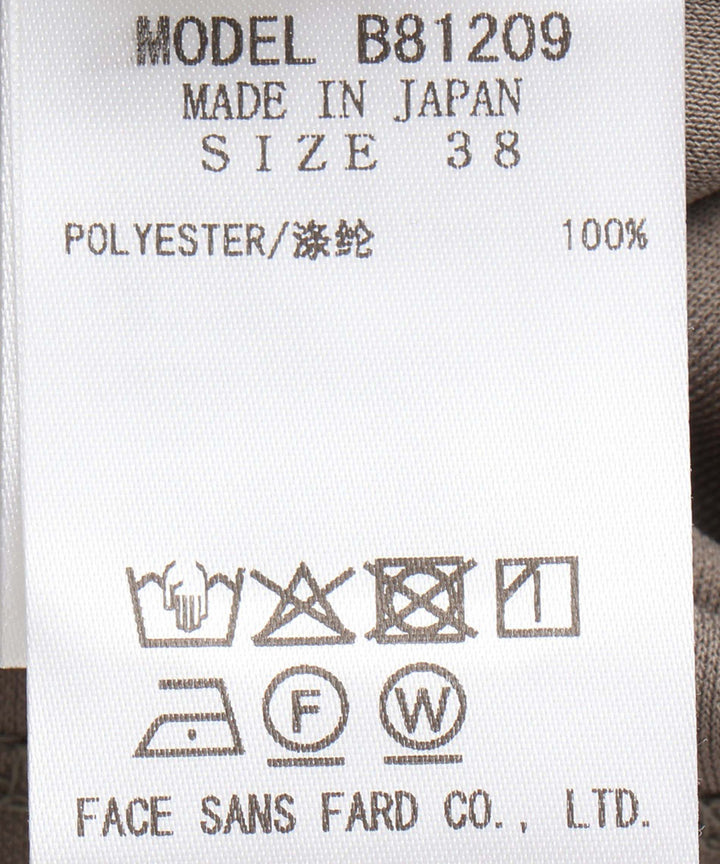 MODEL B81209
MADE IN JAPAN
SIZE 38
POLYESTER/涤纶 100%
F W
FACE SANS FARD CO., LTD.